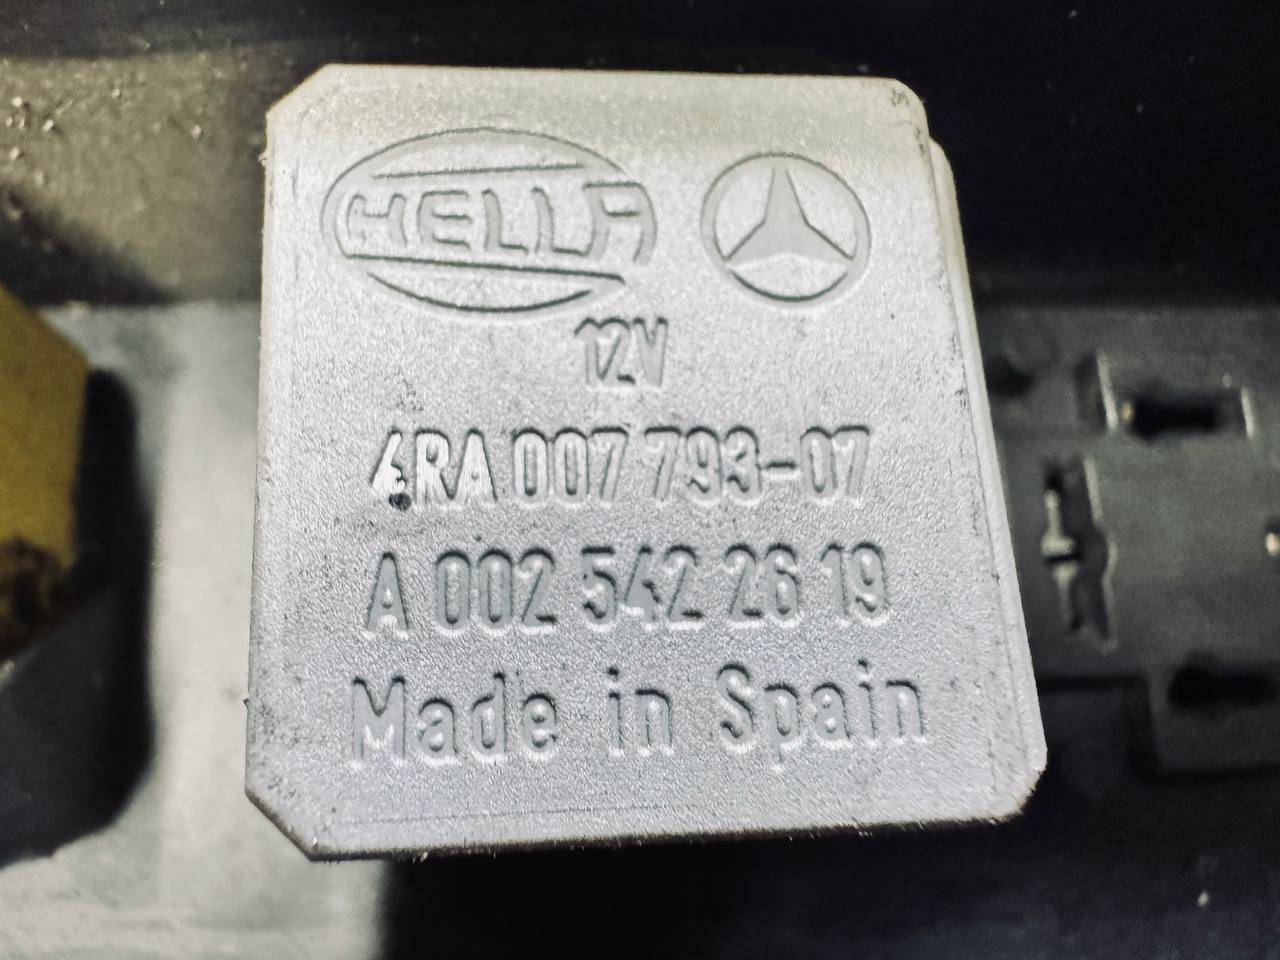 HELLA
12V
4RA 007 793-07
A 002 542 26 19
Made in Spain